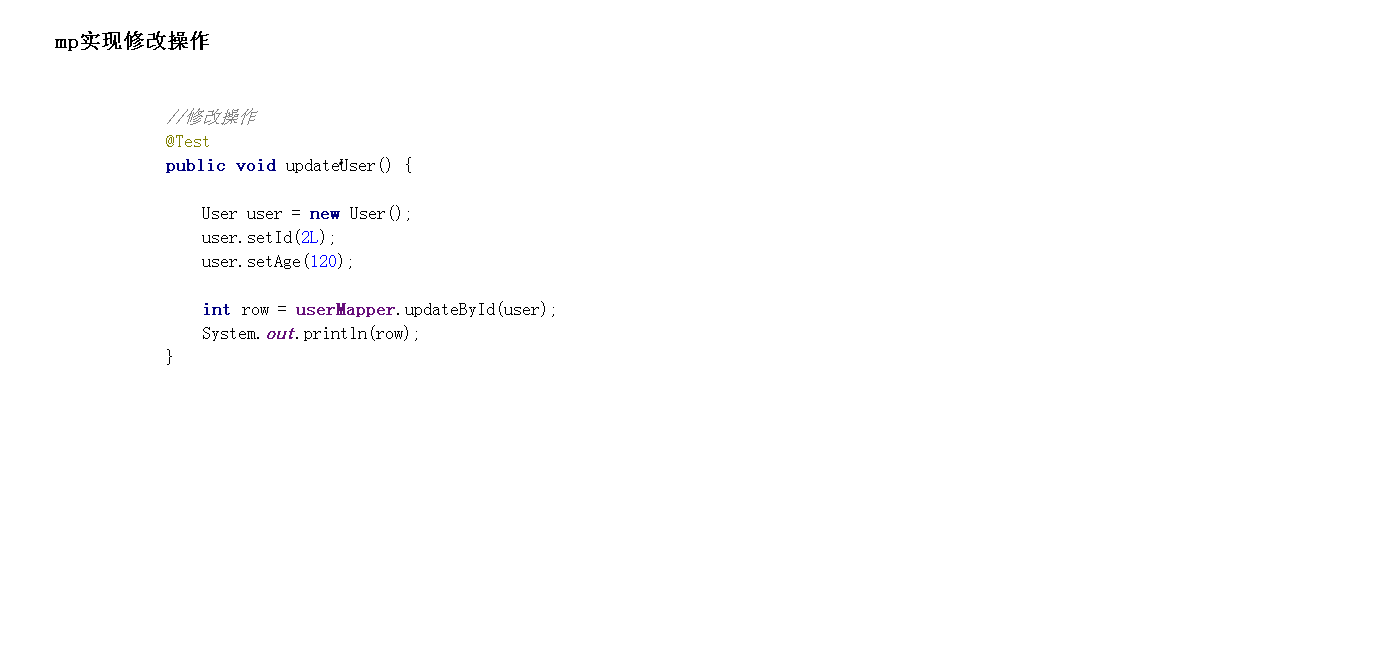 mp实现修改操作
//修改操作
@Test
public void updateUser() {
User user = new User();
user.setId(2L);
user.setAge(120);
int row = userMapper.updateById(user);
System.out.println(row);
}